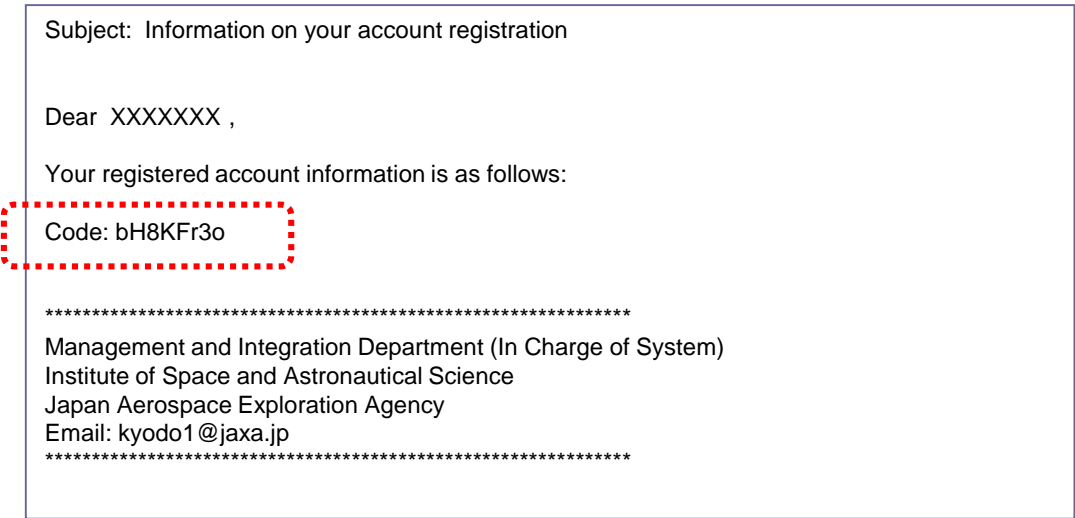 Subject:  Information on your account registration
Dear  XXXXXXX ,
Your registered account information is as follows:
Code: bH8KFr3o
***************************************************************
Management and Integration Department (In Charge of System)
Institute of Space and Astronautical Science
Japan Aerospace Exploration Agency
Email: kyodo1@jaxa.jp
***************************************************************